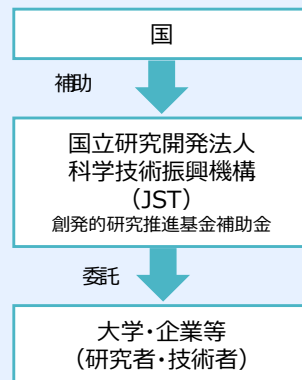 国
補助
国立研究開発法人
科学技術振興機構
（JST）
創発的研究推進基金補助金
委託
大学・企業等
（研究者・技術者）